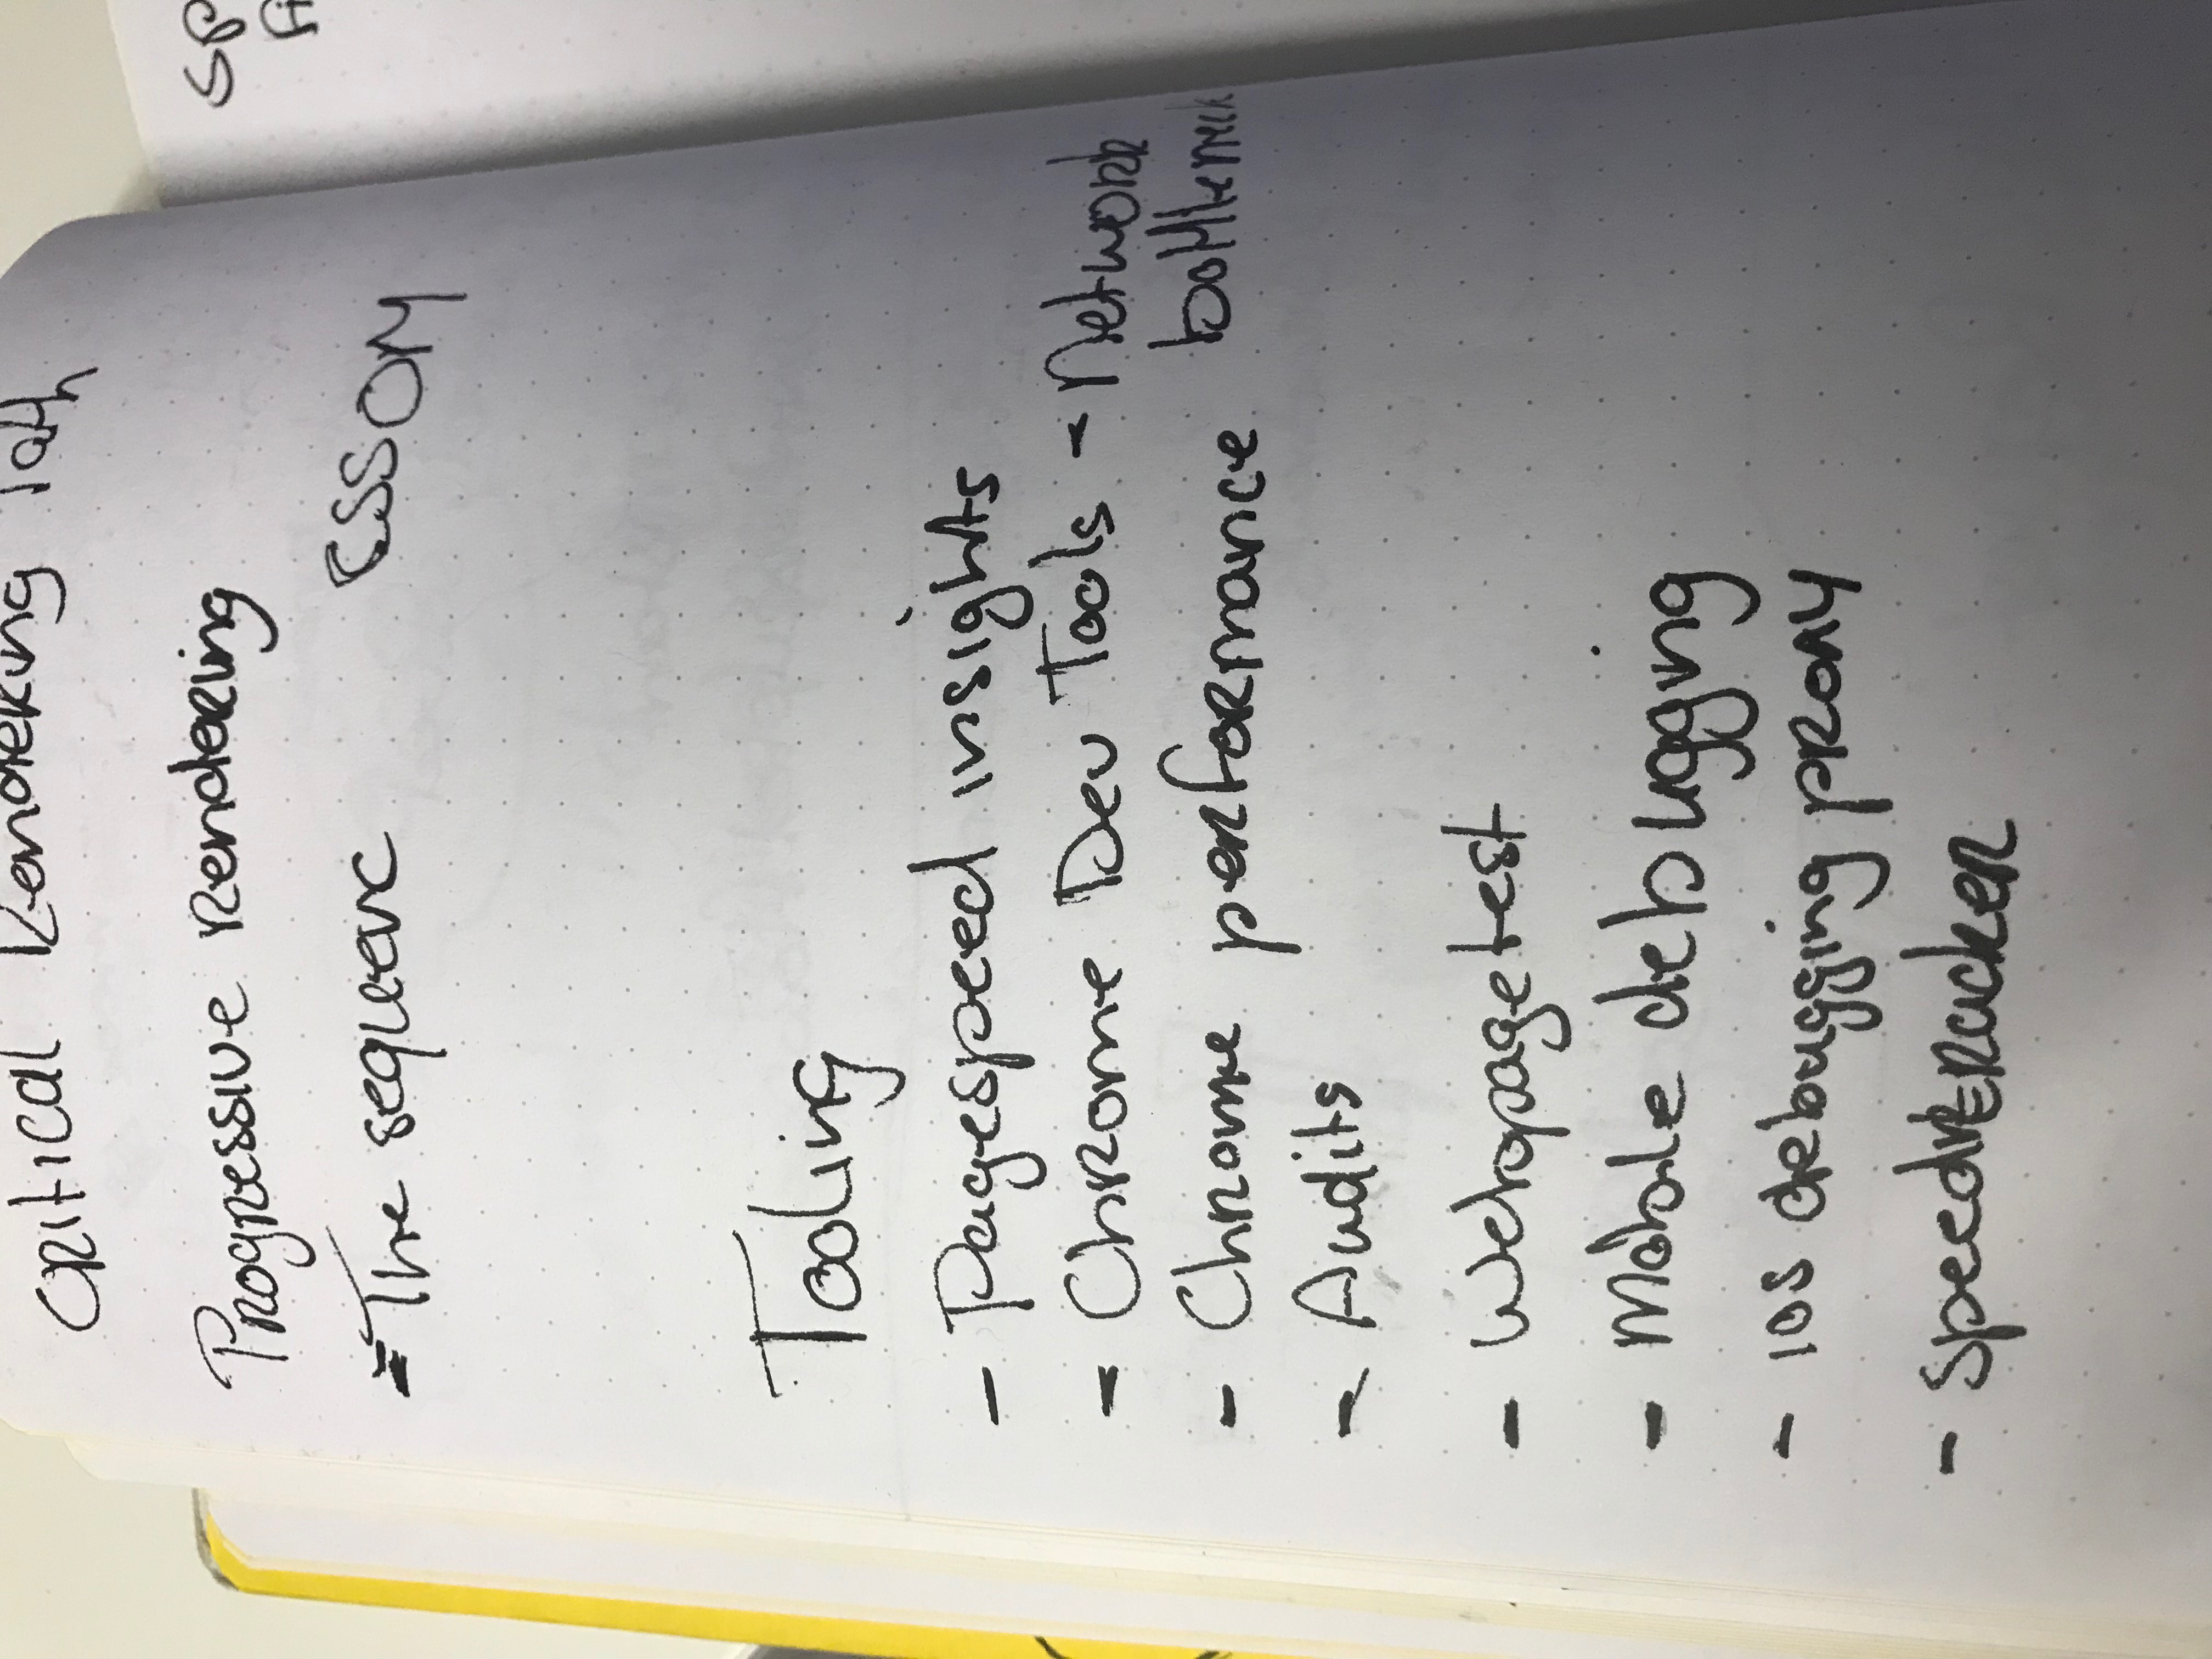 Critical Rendering Path
Progressive Rendering
= The sequenc CSSOM
Tooling
- Pagespeed insights
- Chrome Dev Tools - Network
bottleneck
- Chrome performance
- Audits
- Webpagetest
- Mobile debugging
- ios debugging proxy
- Speedtracker
Sp
Fi